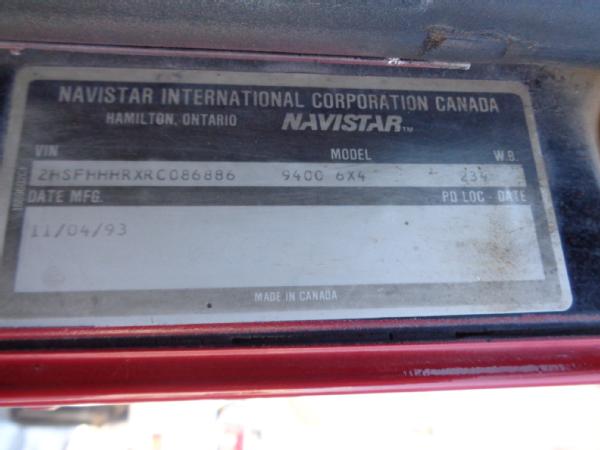 NAVISTAR INTERNATIONAL CORPORATION CANADA
HAMILTON, ONTARIO NAVISTAR™
VIN MODEL W.B.
2HSFHHHRXRC086886 9400 6X4 234
DATE MFG. PD LOC - DATE
11/04/93
MADE IN CANADA